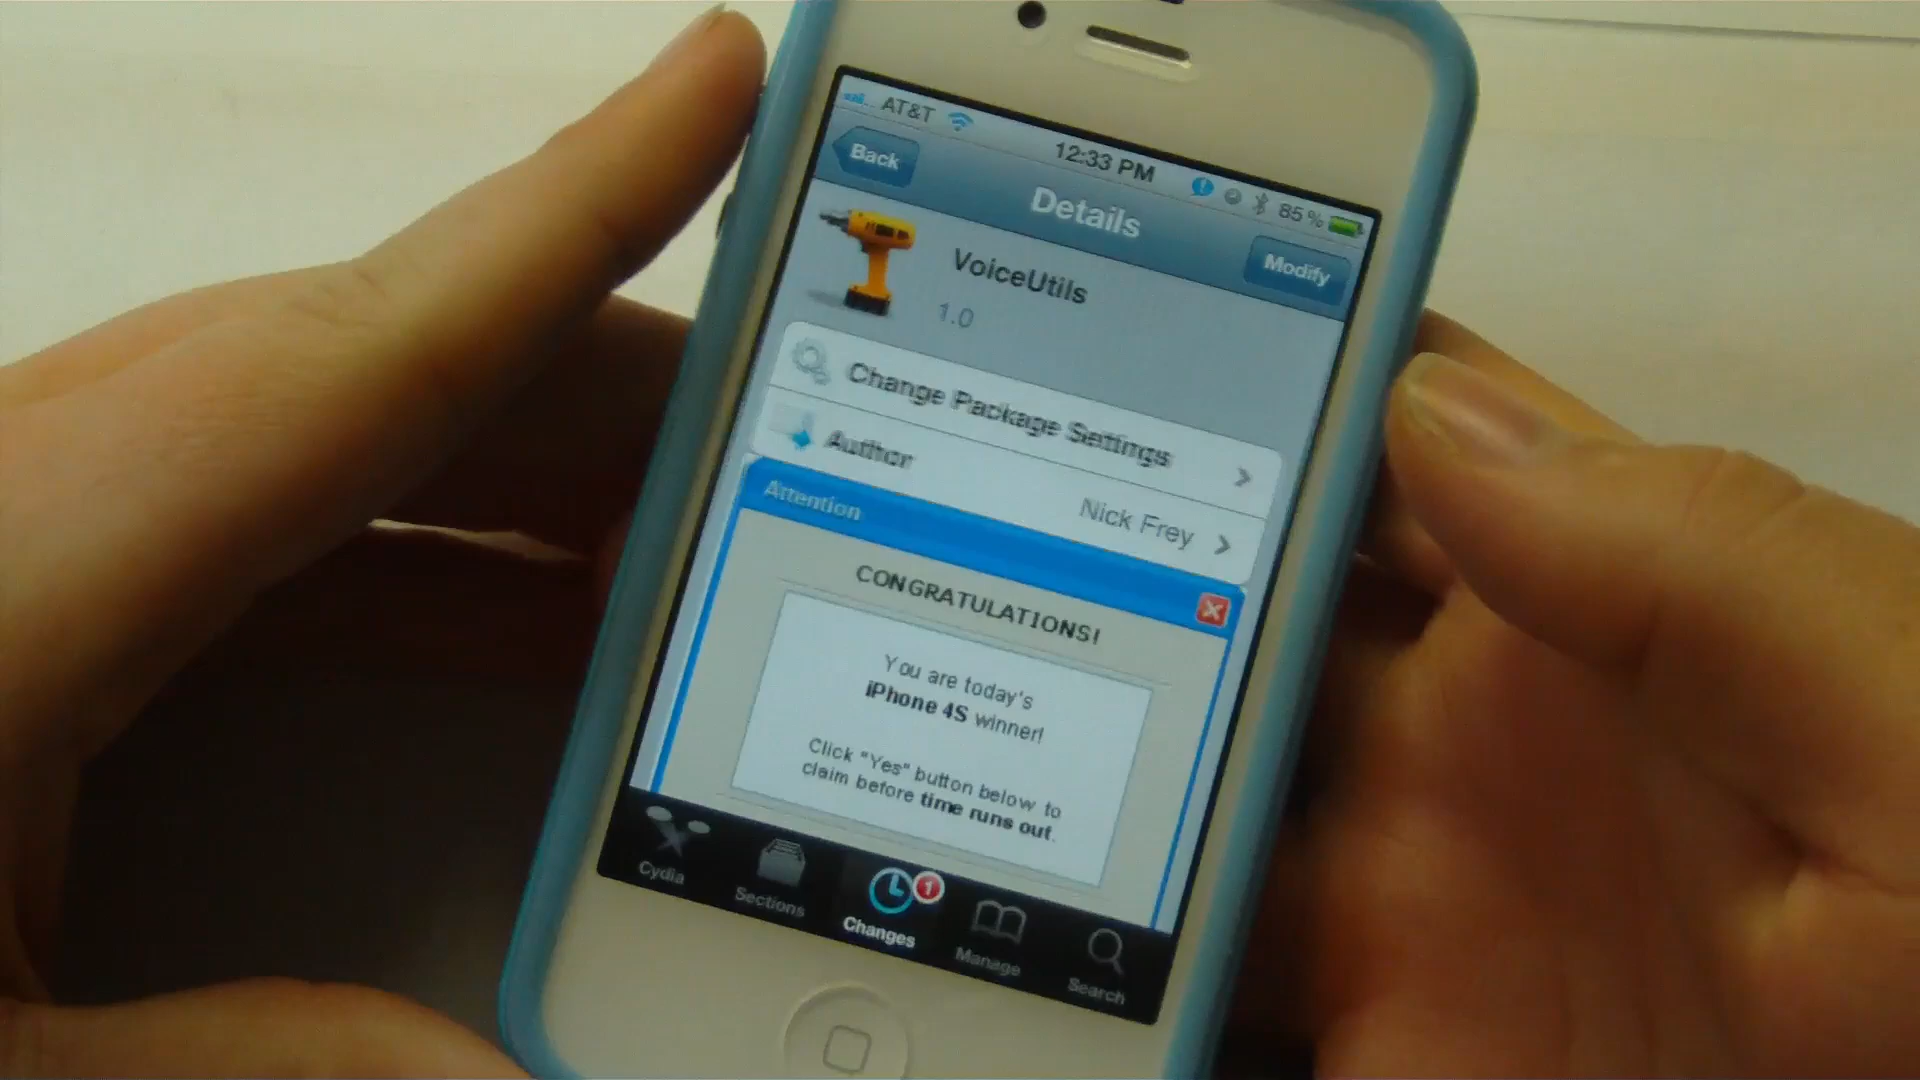 AT&T 12:33 PM 85%
Back Details Modify
VoiceUtils
1.0
Change Package Settings
Author Nick Frey
Attention
CONGRATULATIONS!
You are today's
iPhone 4S winner!
Click "Yes" button below to
claim before time runs out.
Cydia Sections Changes 1 Manage Search